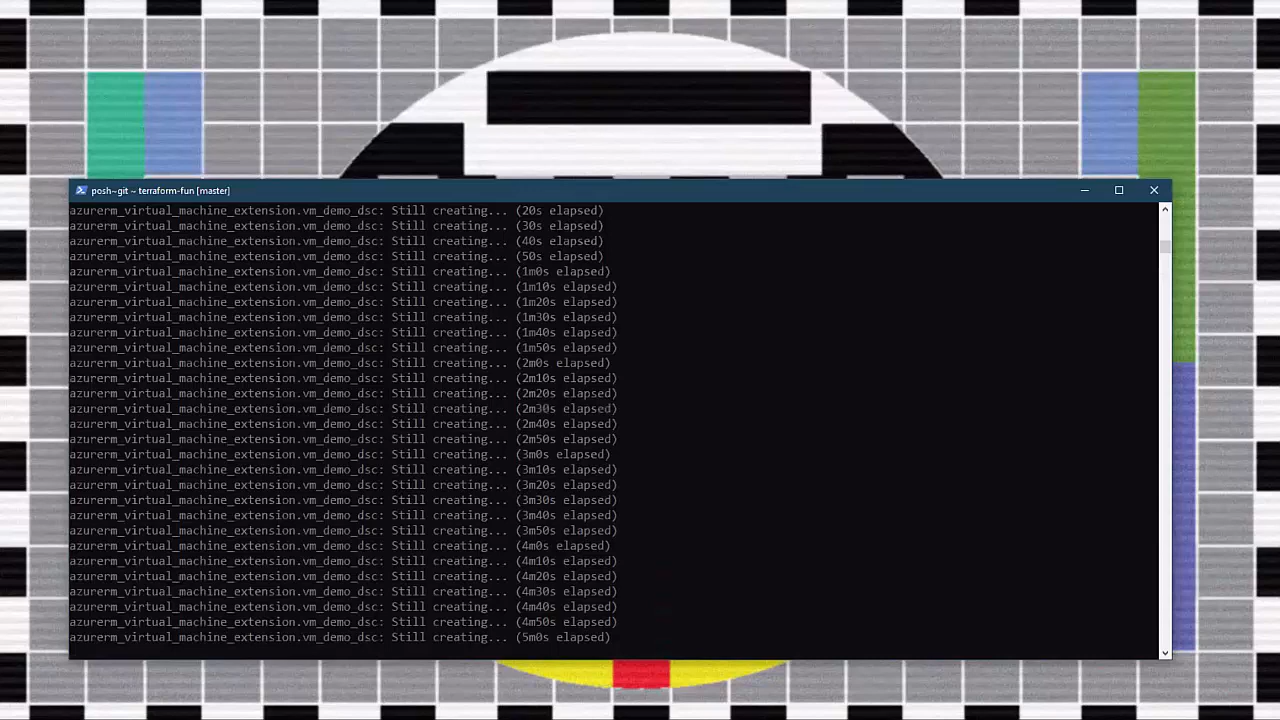 posh~git ~ terraform-fun [master]
azurerm_virtual_machine_extension.vm_demo_dsc: Still creating... (20s elapsed)
azurerm_virtual_machine_extension.vm_demo_dsc: Still creating... (30s elapsed)
azurerm_virtual_machine_extension.vm_demo_dsc: Still creating... (40s elapsed)
azurerm_virtual_machine_extension.vm_demo_dsc: Still creating... (50s elapsed)
azurerm_virtual_machine_extension.vm_demo_dsc: Still creating... (1m0s elapsed)
azurerm_virtual_machine_extension.vm_demo_dsc: Still creating... (1m10s elapsed)
azurerm_virtual_machine_extension.vm_demo_dsc: Still creating... (1m20s elapsed)
azurerm_virtual_machine_extension.vm_demo_dsc: Still creating... (1m30s elapsed)
azurerm_virtual_machine_extension.vm_demo_dsc: Still creating... (1m40s elapsed)
azurerm_virtual_machine_extension.vm_demo_dsc: Still creating... (1m50s elapsed)
azurerm_virtual_machine_extension.vm_demo_dsc: Still creating... (2m0s elapsed)
azurerm_virtual_machine_extension.vm_demo_dsc: Still creating... (2m10s elapsed)
azurerm_virtual_machine_extension.vm_demo_dsc: Still creating... (2m20s elapsed)
azurerm_virtual_machine_extension.vm_demo_dsc: Still creating... (2m30s elapsed)
azurerm_virtual_machine_extension.vm_demo_dsc: Still creating... (2m40s elapsed)
azurerm_virtual_machine_extension.vm_demo_dsc: Still creating... (2m50s elapsed)
azurerm_virtual_machine_extension.vm_demo_dsc: Still creating... (3m0s elapsed)
azurerm_virtual_machine_extension.vm_demo_dsc: Still creating... (3m10s elapsed)
azurerm_virtual_machine_extension.vm_demo_dsc: Still creating... (3m20s elapsed)
azurerm_virtual_machine_extension.vm_demo_dsc: Still creating... (3m30s elapsed)
azurerm_virtual_machine_extension.vm_demo_dsc: Still creating... (3m40s elapsed)
azurerm_virtual_machine_extension.vm_demo_dsc: Still creating... (3m50s elapsed)
azurerm_virtual_machine_extension.vm_demo_dsc: Still creating... (4m0s elapsed)
azurerm_virtual_machine_extension.vm_demo_dsc: Still creating... (4m10s elapsed)
azurerm_virtual_machine_extension.vm_demo_dsc: Still creating... (4m20s elapsed)
azurerm_virtual_machine_extension.vm_demo_dsc: Still creating... (4m30s elapsed)
azurerm_virtual_machine_extension.vm_demo_dsc: Still creating... (4m40s elapsed)
azurerm_virtual_machine_extension.vm_demo_dsc: Still creating... (4m50s elapsed)
azurerm_virtual_machine_extension.vm_demo_dsc: Still creating... (5m0s elapsed)